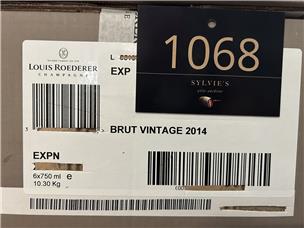 LOUIS ROEDERER
CHAMPAGNE
L
EXP
1068
SYLVIE'S
BRUT VINTAGE 2014
EXPN
6x750 ml e
10.30 Kg